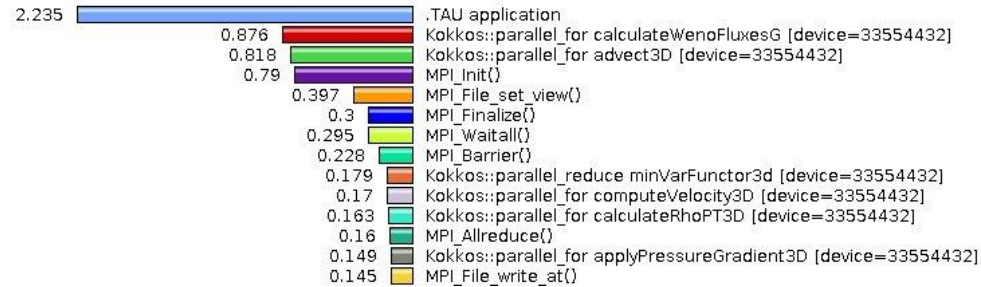 2.235 .TAU application
0.876 Kokkos::parallel_for calculateWenoFluxesG [device=33554432]
0.818 Kokkos::parallel_for advect3D [device=33554432]
0.79 MPI_Init()
0.397 MPI_File_set_view()
0.3 MPI_Finalize()
0.295 MPI_Waitall()
0.228 MPI_Barrier()
0.179 Kokkos::parallel_reduce minVarFunctor3d [device=33554432]
0.17 Kokkos::parallel_for computeVelocity3D [device=33554432]
0.163 Kokkos::parallel_for calculateRhoPT3D [device=33554432]
0.16 MPI_Allreduce()
0.149 Kokkos::parallel_for applyPressureGradient3D [device=33554432]
0.145 MPI_File_write_at()